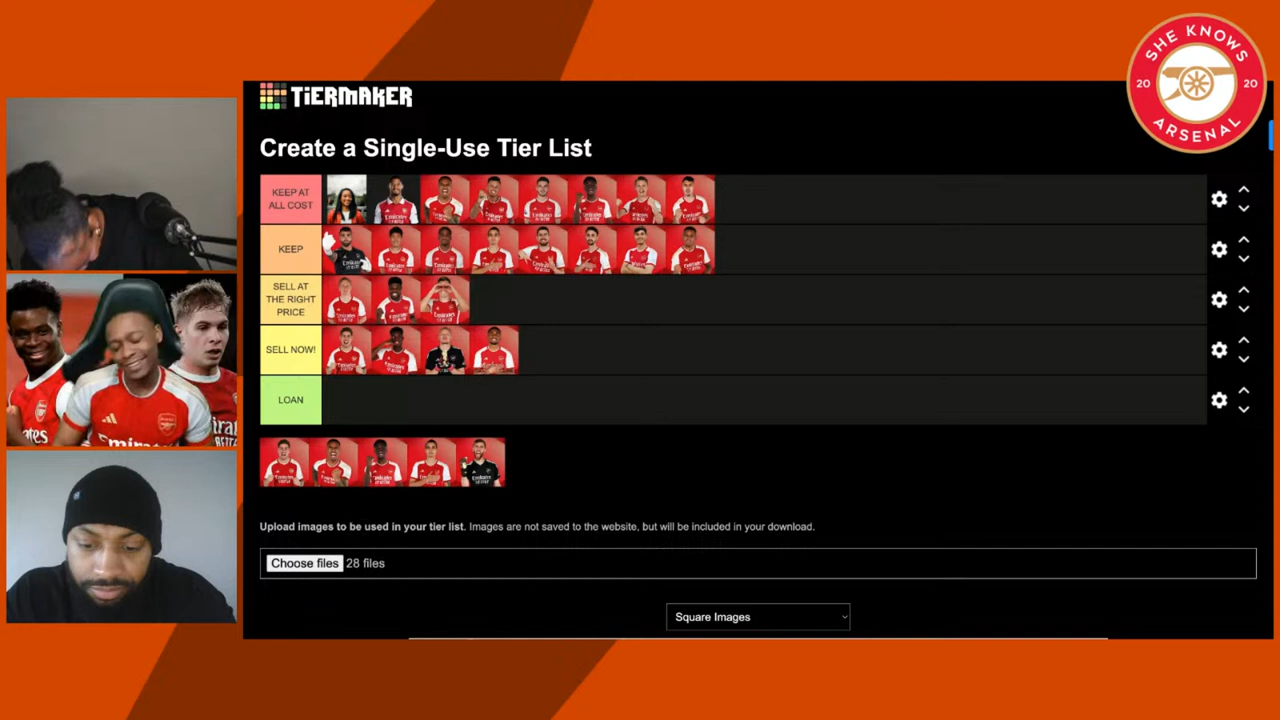 SHE KNOWS
20 20
ARSENAL
TiERMAKER
Create a Single-Use Tier List
KEEP AT
ALL COST
KEEP
SELL AT
THE RIGHT
PRICE
SELL NOW!
LOAN
Upload images to be used in your tier list. Images are not saved to the website, but will be included in your download.
Choose files 28 files
Square Images